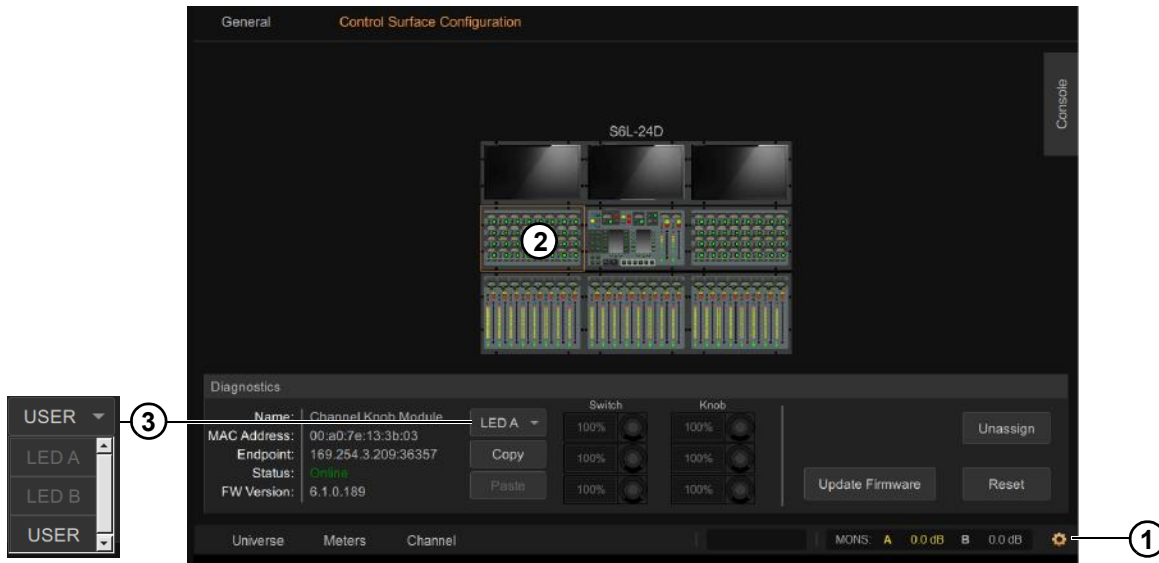 General Control Surface Configuration
Console
S6L-24D
2
Diagnostics
Name: Channel Knob Module
MAC Address: 00:a0:7e:13:3b:03
Endpoint: 169.254.3.209:36357
Status: Online
FW Version: 6.1.0.189
LED A
Copy
Paste
Switch Knob
100% 100%
100% 100%
100% 100%
Unassign
Update Firmware Reset
USER
LED A
LED B
USER
3
Universe Meters Channel
MONS: A 0.0 dB B 0.0 dB
1